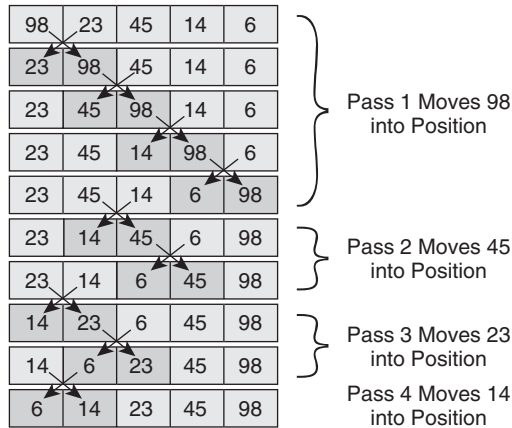 98 23 45 14 6
23 98 45 14 6
23 45 98 14 6
Pass 1 Moves 98
into Position
23 45 14 98 6
23 45 14 6 98
23 14 45 6 98
Pass 2 Moves 45
into Position
23 14 6 45 98
14 23 6 45 98
Pass 3 Moves 23
into Position
14 6 23 45 98
6 14 23 45 98
Pass 4 Moves 14
into Position